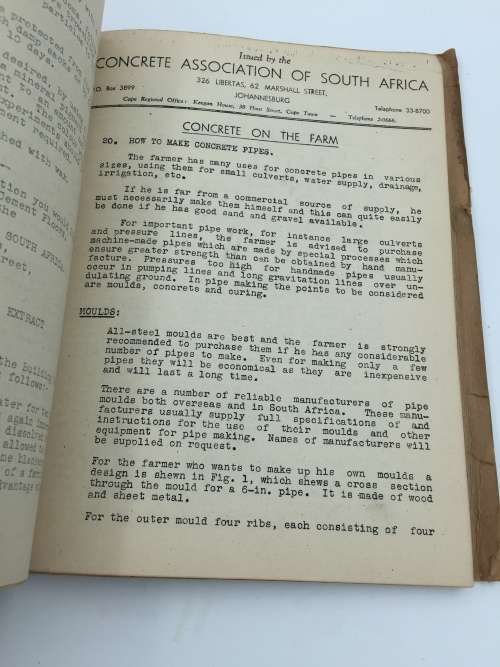 protected from
damp sacks
10 days.
desired, by
EXTRACT
Issued by the
CONCRETE ASSOCIATION OF SOUTH AFRICA
P.O. Box 3899
326 LIBERTAS, 62 MARSHALL STREET,
JOHANNESBURG
Telephone 33-8700
Cape Regional Office: Keegan House, 30 Hout Street, Cape Town — Telephone 2-0666.
CONCRETE ON THE FARM
20. HOW TO MAKE CONCRETE PIPES.
The farmer has many uses for concrete pipes in various
sizes, using them for small culverts, water supply, drainage,
irrigation, etc.
If he is far from a commercial source of supply, he
must necessarily make them himself and this can quite easily
be done if he has good sand and gravel available.
For important pipe work, for instance large culverts
and pressure lines, the farmer is advised to purchase
machine-made pipes which are made by special processes which
ensure greater strength than can be obtained by hand manu-
facture. Pressures too high for handmade pipes usually
occur in pumping lines and long gravitation lines over un-
dulating ground. In pipe making the points to be considered
are moulds, concrete and curing.
MOULDS:
All-steel moulds are best and the farmer is strongly
recommended to purchase them if he has any considerable
number of pipes to make. Even for making only a few
pipes they will be economical as they are inexpensive
and will last a long time.
There are a number of reliable manufacturers of pipe
moulds both overseas and in South Africa. These manu-
facturers usually supply full specifications of and
instructions for the use of their moulds and other
equipment for pipe making. Names of manufacturers will
be supplied on request.
For the farmer who wants to make up his own moulds a
design is shewn in Fig. 1, which shews a cross section
through the mould for a 6-in. pipe. It is made of wood
and sheet metal.
For the outer mould four ribs, each consisting of four